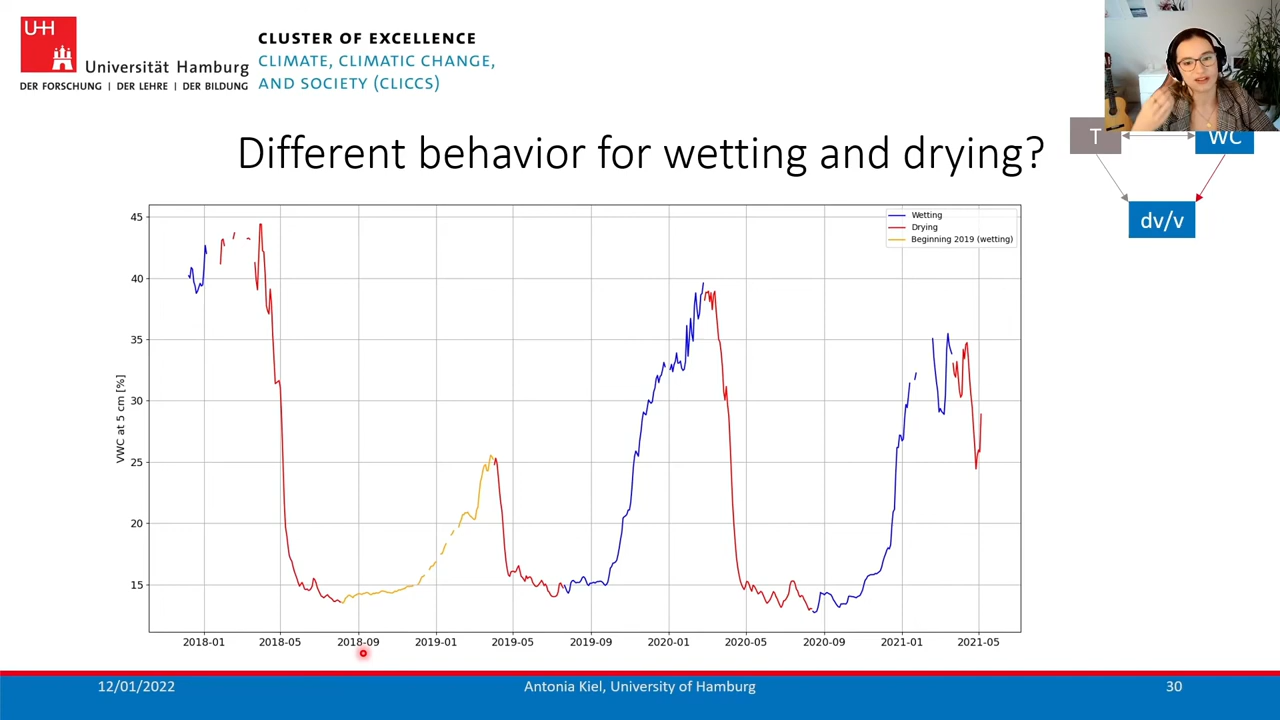 UHH
Universität Hamburg
DER FORSCHUNG | DER LEHRE | DER BILDUNG
CLUSTER OF EXCELLENCE
CLIMATE, CLIMATIC CHANGE,
AND SOCIETY (CLICCS)
Different behavior for wetting and drying?
T
WC
dv/v
Wetting
Drying
Beginning 2019 (wetting)
VWC at 5 cm [%]
45
40
35
30
25
20
15
2018-01
2018-05
2018-09
2019-01
2019-05
2019-09
2020-01
2020-05
2020-09
2021-01
2021-05
12/01/2022
Antonia Kiel, University of Hamburg
30